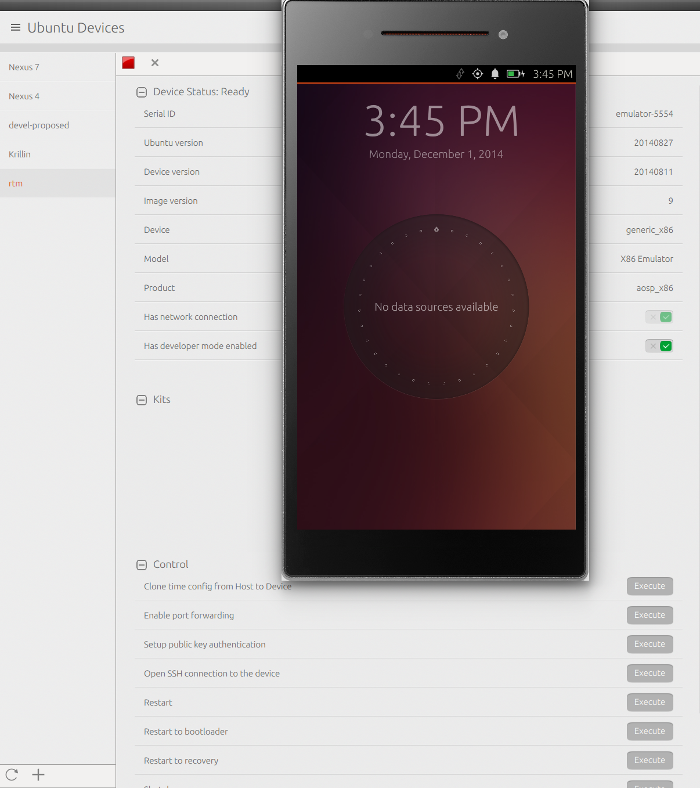 Ubuntu Devices
Nexus 7
Nexus 4
devel-proposed
Krillin
rtm
Device Status: Ready
Serial ID
emulator-5554
Ubuntu version
20140827
Device version
20140811
Image version
9
Device
generic_x86
Model
X86 Emulator
Product
aosp_x86
Has network connection
Has developer mode enabled
Kits
Control
Clone time config from Host to Device
Execute
Enable port forwarding
Execute
Setup public key authentication
Execute
Open SSH connection to the device
Execute
Restart
Execute
Restart to bootloader
Execute
Restart to recovery
Execute
3:45 PM
3:45 PM
Monday, December 1, 2014
No data sources available